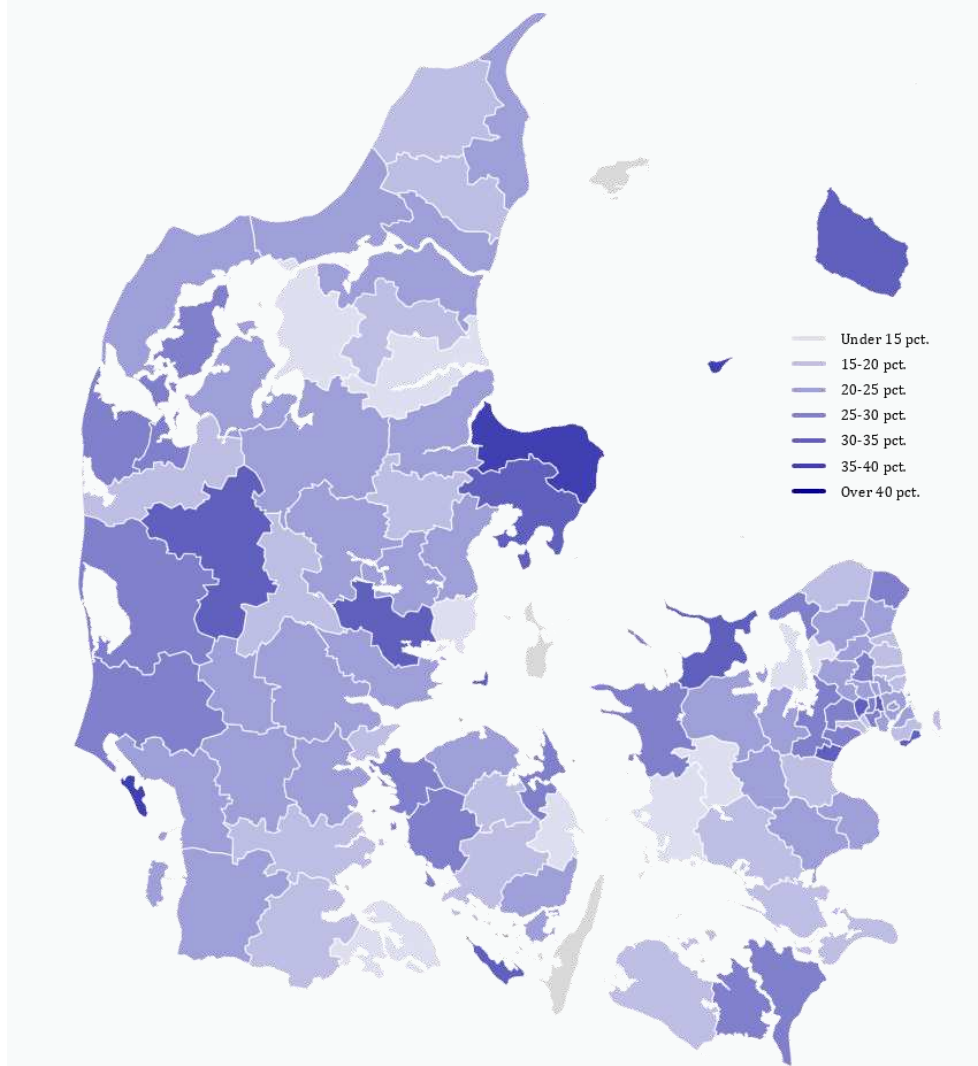 Under 15 pct.
15-20 pct.
20-25 pct.
25-30 pct.
30-35 pct.
35-40 pct.
Over 40 pct.